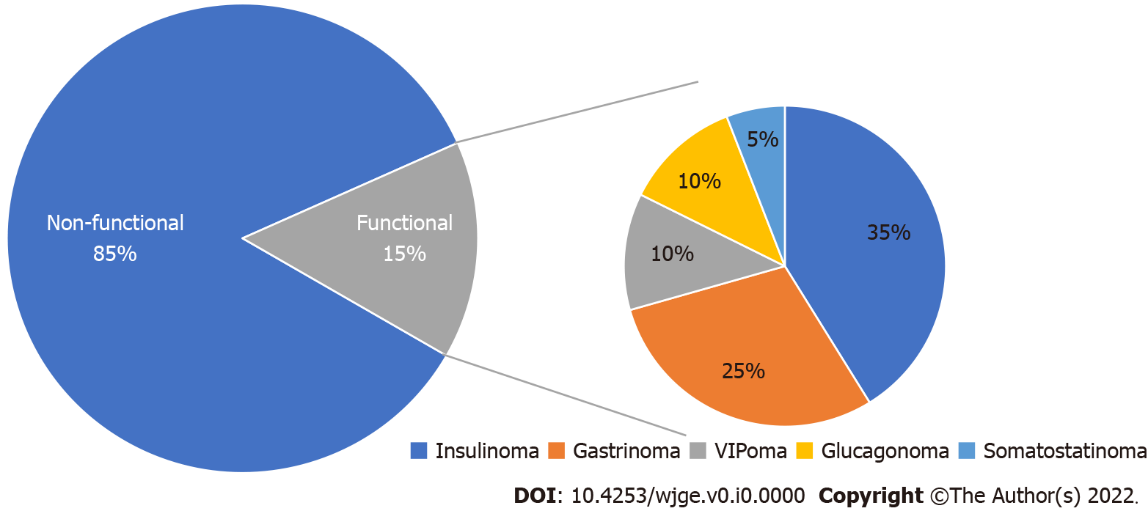 Non-functional
85%
Functional
15%
5%
10%
35%
10%
25%
Insulinoma Gastrinoma VIPoma Glucagonoma Somatostatinoma
DOI: 10.4253/wjge.v0.i0.0000 Copyright ©The Author(s) 2022.